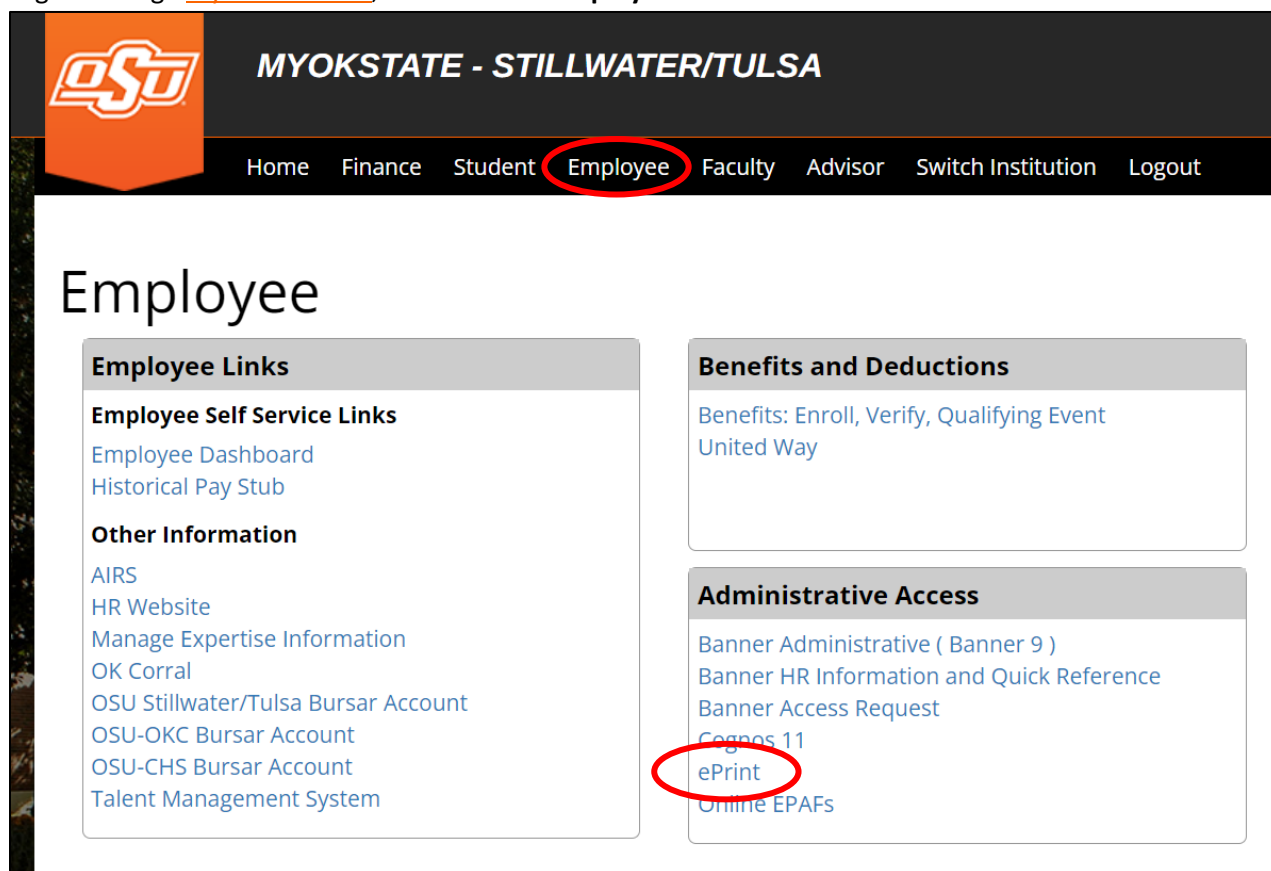 OSU
MYOKSTATE - STILLWATER/TULSA
Home Finance Student Employee Faculty Advisor Switch Institution Logout
Employee
Employee Links
Employee Self Service Links
Employee Dashboard
Historical Pay Stub
Other Information
AIRS
HR Website
Manage Expertise Information
OK Corral
OSU Stillwater/Tulsa Bursar Account
OSU-OKC Bursar Account
OSU-CHS Bursar Account
Talent Management System
Benefits and Deductions
Benefits: Enroll, Verify, Qualifying Event
United Way
Administrative Access
Banner Administrative ( Banner 9 )
Banner HR Information and Quick Reference
Banner Access Request
Cognos 11
ePrint
Online EPAFs